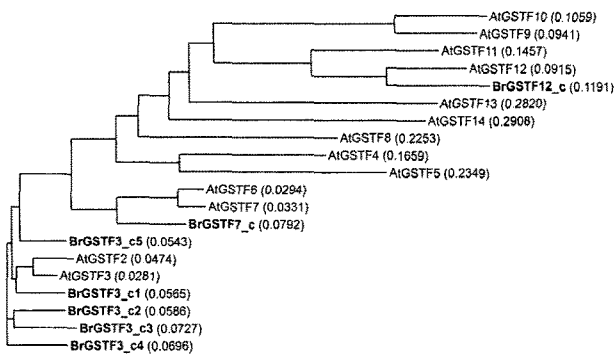 AtGSTF10 (0.1059)
AtGSTF9 (0.0941)
AtGSTF11 (0.1457)
AtGSTF12 (0.0915)
BrGSTF12_c (0.1191)
AtGSTF13 (0.2820)
AtGSTF14 (0.2908)
AtGSTF8 (0.2253)
AtGSTF4 (0.1659)
AtGSTF5 (0.2349)
AtGSTF6 (0.0294)
AtGSTF7 (0.0331)
BrGSTF7_c (0.0792)
BrGSTF3_c5 (0.0543)
AtGSTF2 (0.0474)
AtGSTF3 (0.0281)
BrGSTF3_c1 (0.0565)
BrGSTF3_c2 (0.0586)
BrGSTF3_c3 (0.0727)
BrGSTF3_c4 (0.0696)